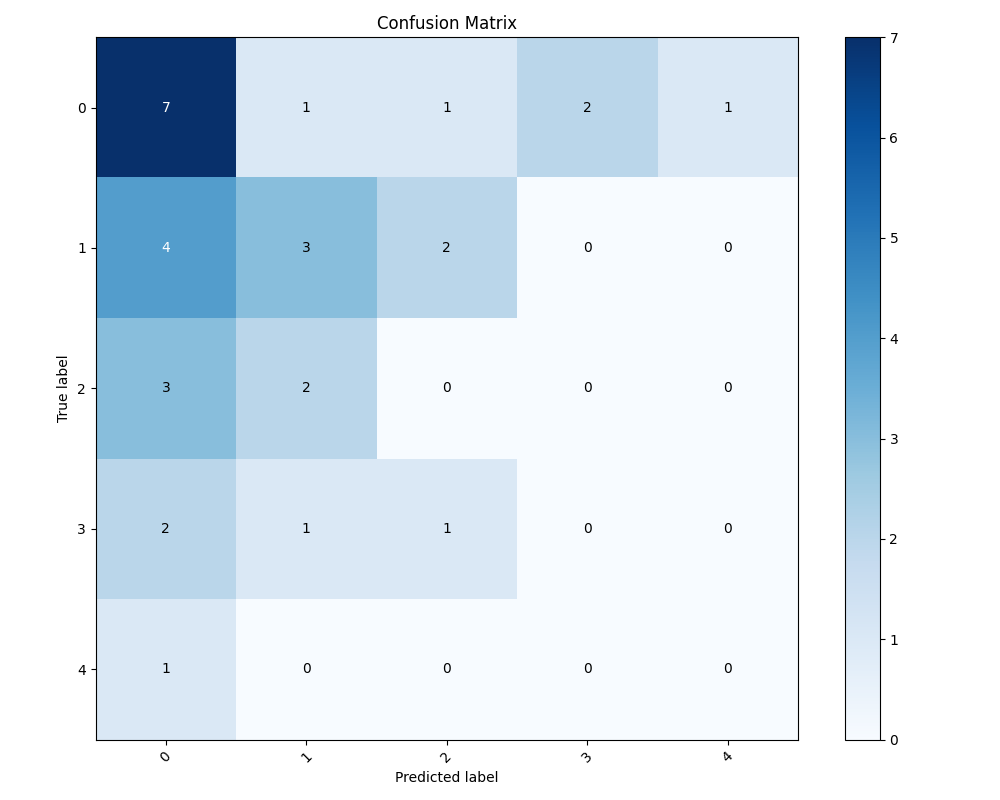 Confusion Matrix
0 7 1 1 2 1
1 4 3 2 0 0
2 3 2 0 0 0
3 2 1 1 0 0
4 1 0 0 0 0
0 1 2 3 4
True label
Predicted label
7
6
5
4
3
2
1
0